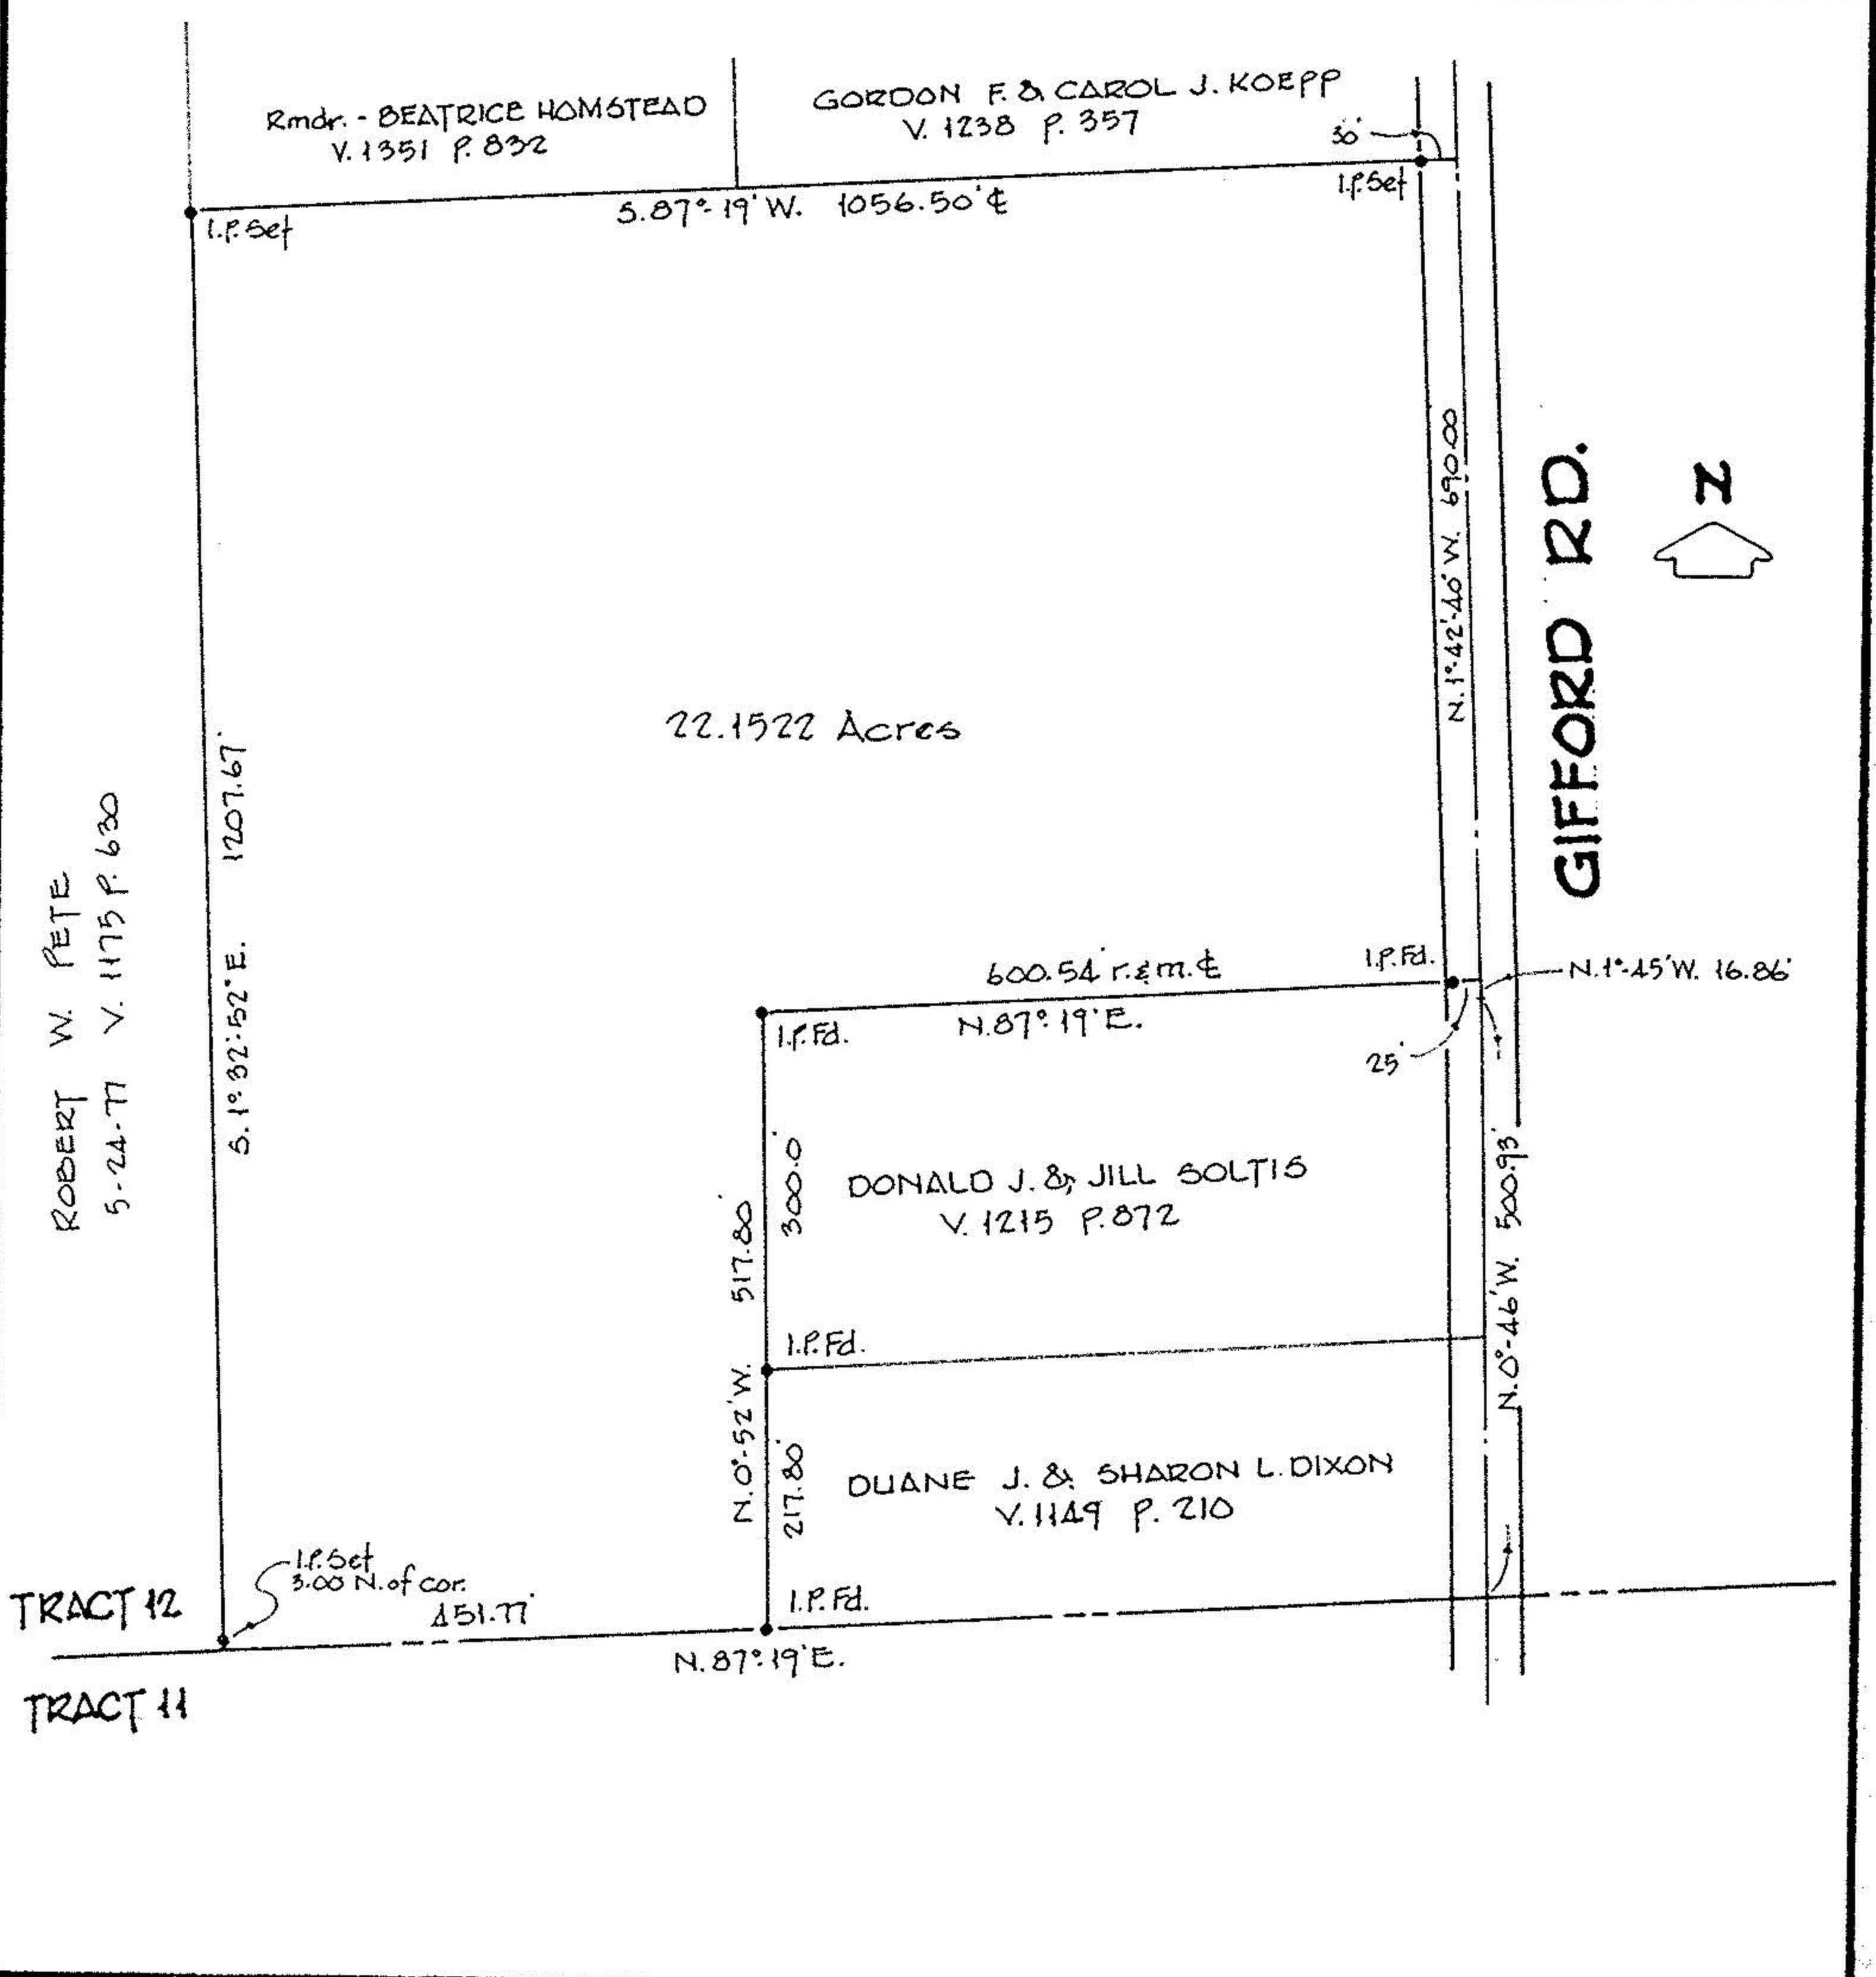 Rmdr. - BEATRICE HOMSTEAD
V. 1351 P. 832
GORDON F. & CAROL J. KOEPP
V. 1238 P. 357
30'
I.P. Set
I.P. Set
S. 87°-19' W. 1056.50' ℄
N. 1°-42'-40" W. 690.00
GIFFORD RD.
N
22.1522 Acres
S. 1°-32'-52" E. 1207.67'
ROBERT W. PETE
5-24-77 V. 1175 P. 630
600.54' r. & m. ℄
I.P. Fd.
N. 1°-45' W. 16.86'
I.P. Fd.
N. 87°-19' E.
25'
300.0'
DONALD J. & JILL SOLTIS
V. 1215 P. 872
N. 0°-52' W. 517.80'
N. 0°-46' W. 500.93'
I.P. Fd.
217.80'
DUANE J. & SHARON L. DIXON
V. 1149 P. 210
I.P. Set
3.00 N. of cor.
451.77'
I.P. Fd.
TRACT 12
N. 87°-19' E.
TRACT 11